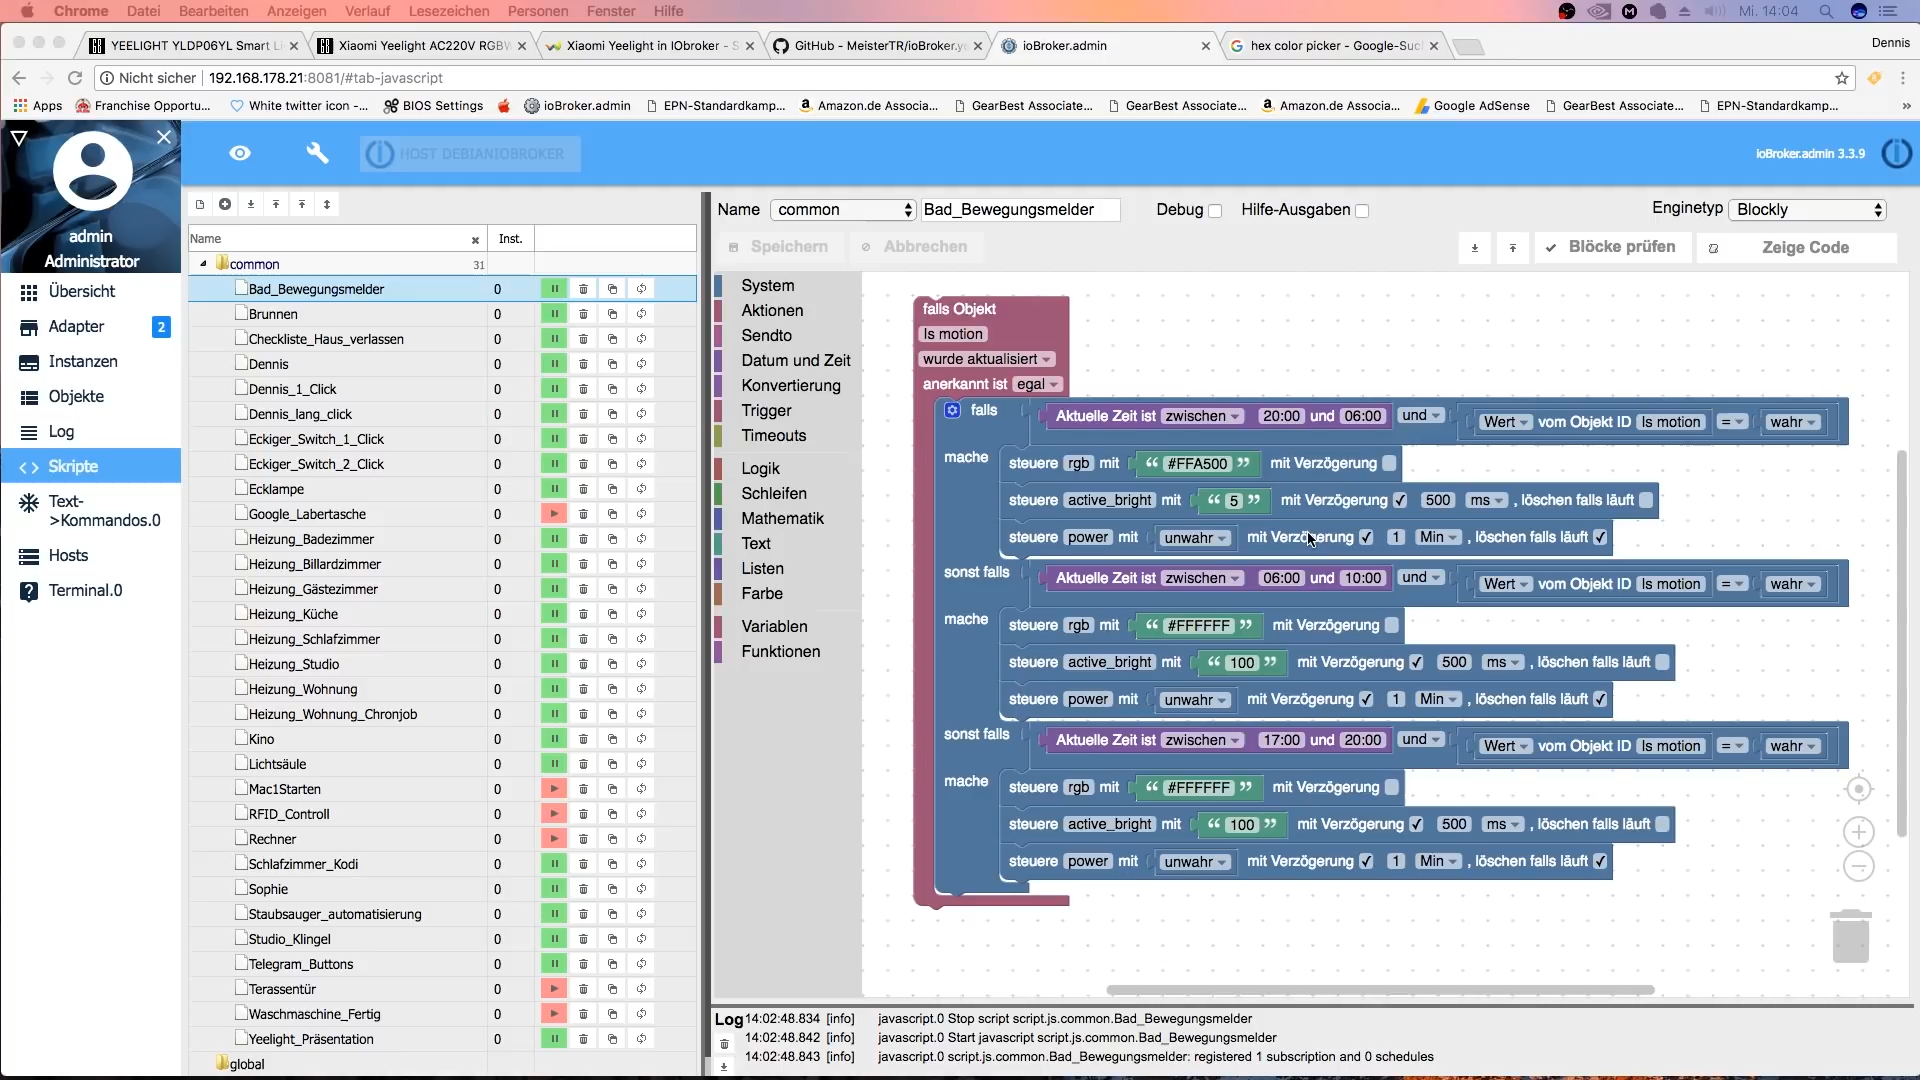 Chrome Datei Bearbeiten Anzeigen Verlauf Lesezeichen Personen Fenster Hilfe Mi. 14:04
YEELIGHT YLDP06YL Smart Li Xiaomi Yeelight AC220V RGBW Xiaomi Yeelight in IObroker - S GitHub - MeisterTR/ioBroker.ye ioBroker.admin hex color picker - Google-Suc Dennis
Nicht sicher 192.168.178.21:8081/#tab-javascript
Apps Franchise Opportu... White twitter icon -... BIOS Settings ioBroker.admin EPN-Standardkamp... Amazon.de Associa... GearBest Associate... GearBest Associate... Amazon.de Associa... Google AdSense GearBest Associate... EPN-Standardkamp... »
HOST DEBIANIOBROKER
ioBroker.admin 3.3.9
admin
Administrator
Übersicht
Adapter 2
Instanzen
Objekte
Log
Skripte
Text-
>Kommandos.0
Hosts
Terminal.0
Name Inst.
common 31
Bad_Bewegungsmelder 0
Brunnen 0
Checkliste_Haus_verlassen 0
Dennis 0
Dennis_1_Click 0
Dennis_lang_click 0
Eckiger_Switch_1_Click 0
Eckiger_Switch_2_Click 0
Ecklampe 0
Google_Labertasche 0
Heizung_Badezimmer 0
Heizung_Billardzimmer 0
Heizung_Gästezimmer 0
Heizung_Küche 0
Heizung_Schlafzimmer 0
Heizung_Studio 0
Heizung_Wohnung 0
Heizung_Wohnung_Chronjob 0
Kino 0
Lichtsäule 0
Mac1Starten 0
RFID_Controll 0
Rechner 0
Schlafzimmer_Kodi 0
Sophie 0
Staubsauger_automatisierung 0
Studio_Klingel 0
Telegram_Buttons 0
Terassentür 0
Waschmaschine_Fertig 0
Yeelight_Präsentation 0
global
Name common Bad_Bewegungsmelder Debug Hilfe-Ausgaben Enginetyp Blockly
Speichern Abbrechen Blöcke prüfen Zeige Code
System
Aktionen
Sendto
Datum und Zeit
Konvertierung
Trigger
Timeouts
Logik
Schleifen
Mathematik
Text
Listen
Farbe
Variablen
Funktionen
falls Objekt
Is motion
wurde aktualisiert
anerkannt ist egal
falls Aktuelle Zeit ist zwischen 20:00 und 06:00 und Wert vom Objekt ID Is motion = wahr
mache steuere rgb mit “ #FFA500 ” mit Verzögerung
steuere active_bright mit “ 5 ” mit Verzögerung 500 ms , löschen falls läuft
steuere power mit unwahr mit Verzögerung 1 Min , löschen falls läuft
sonst falls Aktuelle Zeit ist zwischen 06:00 und 10:00 und Wert vom Objekt ID Is motion = wahr
mache steuere rgb mit “ #FFFFFF ” mit Verzögerung
steuere active_bright mit “ 100 ” mit Verzögerung 500 ms , löschen falls läuft
steuere power mit unwahr mit Verzögerung 1 Min , löschen falls läuft
sonst falls Aktuelle Zeit ist zwischen 17:00 und 20:00 und Wert vom Objekt ID Is motion = wahr
mache steuere rgb mit “ #FFFFFF ” mit Verzögerung
steuere active_bright mit “ 100 ” mit Verzögerung 500 ms , löschen falls läuft
steuere power mit unwahr mit Verzögerung 1 Min , löschen falls läuft
Log 14:02:48.834 [info] javascript.0 Stop script script.js.common.Bad_Bewegungsmelder
14:02:48.842 [info] javascript.0 Start javascript script.js.common.Bad_Bewegungsmelder
14:02:48.843 [info] javascript.0 script.js.common.Bad_Bewegungsmelder: registered 1 subscription and 0 schedules